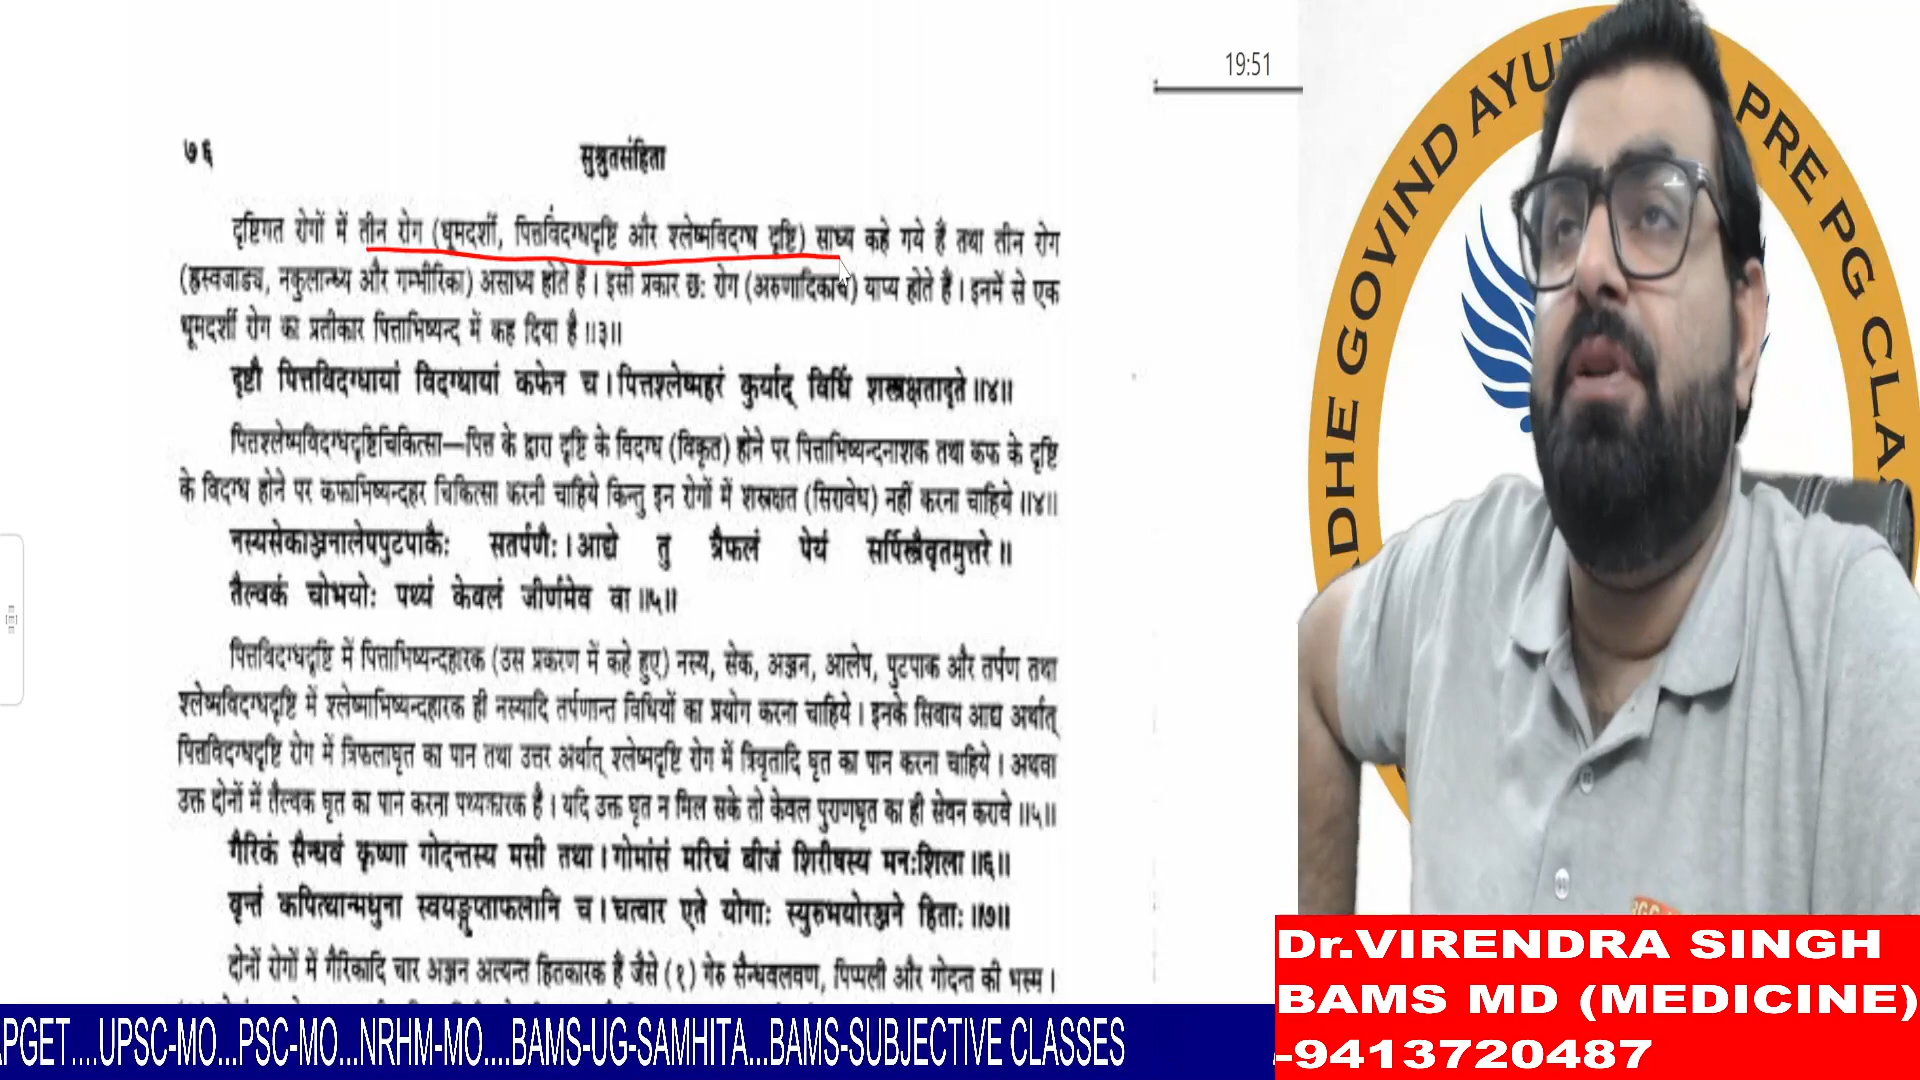 19:51
७६
सुश्रुतसंहिता
दृष्टिगत रोगों में तीन रोग (धूमदर्शी, पित्तविदग्धदृष्टि और श्लेष्मविदग्ध दृष्टि) साध्य कहे गये हैं तथा तीन रोग
(ह्रस्वजाड्य, नकुलान्ध्य और गम्भीरिका) असाध्य होते हैं । इसी प्रकार छः रोग (अरुणादिकाच) याप्य होते हैं । इनमें से एक
धूमदर्शी रोग का प्रतीकार पित्ताभिष्यन्द में कह दिया है ॥३॥
दृष्टौ पित्तविदग्धायां विदग्धायां कफेन च । पित्तश्लेष्महरं कुर्याद् विधिं शस्त्रक्षतादृते ॥४॥
पित्तश्लेष्मविदग्धदृष्टिचिकित्सा—पित्त के द्वारा दृष्टि के विदग्ध (विकृत) होने पर पित्ताभिष्यन्दनाशक तथा कफ के दृष्टि
के विदग्ध होने पर कफाभिष्यन्दहर चिकित्सा करनी चाहिये किन्तु इन रोगों में शस्त्रक्षत (सिरावेध) नहीं करना चाहिये ॥४॥
नस्यसेकाञ्जनालेपपुटपाकैः सतर्पणैः । आद्ये तु त्रैफलं पेयं सर्पिस्त्रैवृतमुत्तरे ॥
तैल्वकं चोभयोः पथ्यं केवलं जीर्णमेव वा ॥५॥
पित्तविदग्धदृष्टि में पित्ताभिष्यन्दहारक (उस प्रकरण में कहे हुए) नस्य, सेक, अञ्जन, आलेप, पुटपाक और तर्पण तथा
श्लेष्मविदग्धदृष्टि में श्लेष्माभिष्यन्दहारक ही नस्यादि तर्पणान्त विधियों का प्रयोग करना चाहिये । इनके सिवाय आद्य अर्थात्
पित्तविदग्धदृष्टि रोग में त्रिफलाघृत का पान तथा उत्तर अर्थात् श्लेष्मदृष्टि रोग में त्रिवृतादि घृत का पान करना चाहिये । अथवा
उक्त दोनों में तैल्वक घृत का पान करना पथ्यकारक है । यदि उक्त घृत न मिल सके तो केवल पुराणघृत का ही सेवन करावे ॥५॥
गैरिकं सैन्धवं कृष्णा गोदन्तस्य मसी तथा । गोमांसं मरिचं बीजं शिरीषस्य मनःशिला ॥६॥
वृन्तं कपित्थान्मधुना स्वयङ्गुप्ताफलानि च । चत्वार एते योगाः स्युरुभयोरञ्जने हिताः ॥७॥
दोनों रोगों में गैरिकादि चार अञ्जन अत्यन्त हितकारक हैं जैसे (१) गेरु सैन्धवलवण, पिप्पली और गोदन्त की भस्म ।
DHE GOVIND AYU PRE PG CLA
Dr.VIRENDRA SINGH
BAMS MD (MEDICINE)
-9413720487
.PGET....UPSC-MO...PSC-MO...NRHM-MO....BAMS-UG-SAMHITA...BAMS-SUBJECTIVE CLASSES